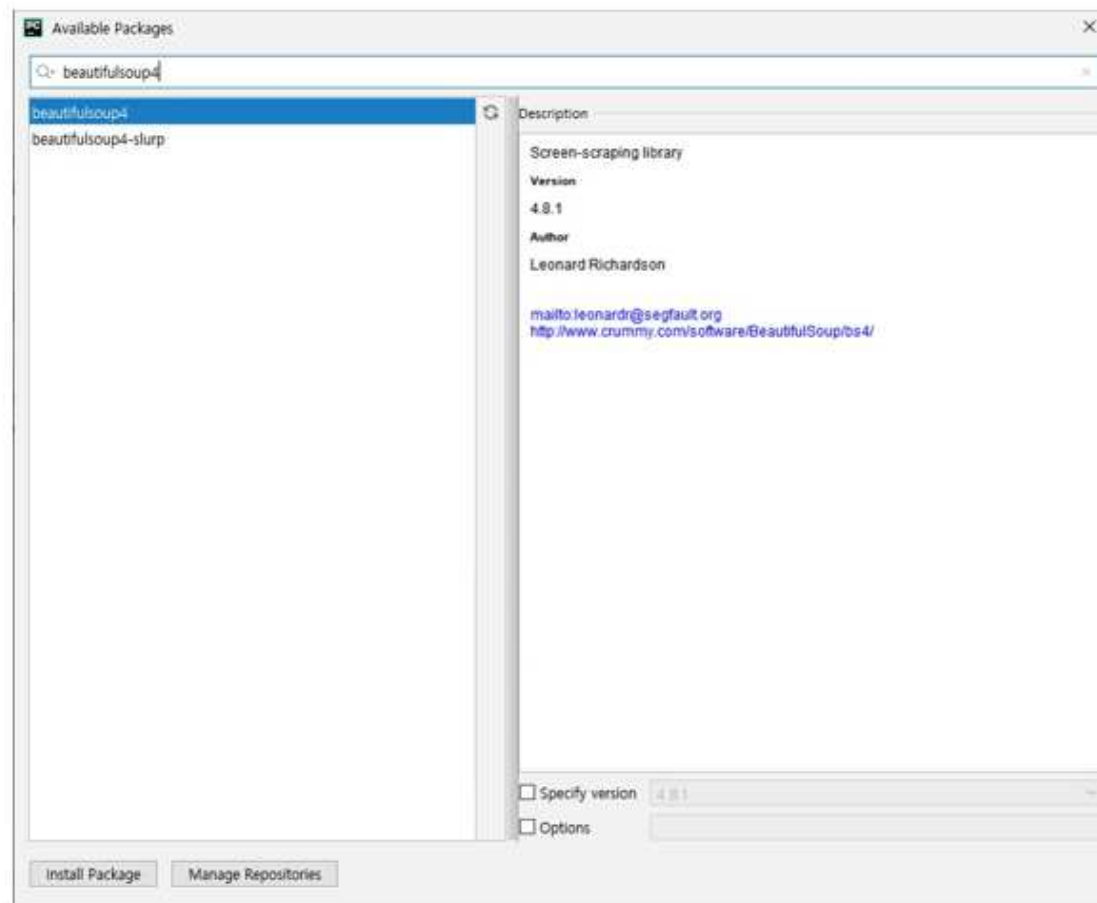 PC Available Packages
beautifulsoup4
beautifulsoup4
beautifulsoup4-slurp
Description
Screen-scraping library
Version
4.8.1
Author
Leonard Richardson
mailto:leonardr@segfault.org
http://www.crummy.com/software/BeautifulSoup/bs4/
Specify version 4.8.1
Options
Install Package Manage Repositories